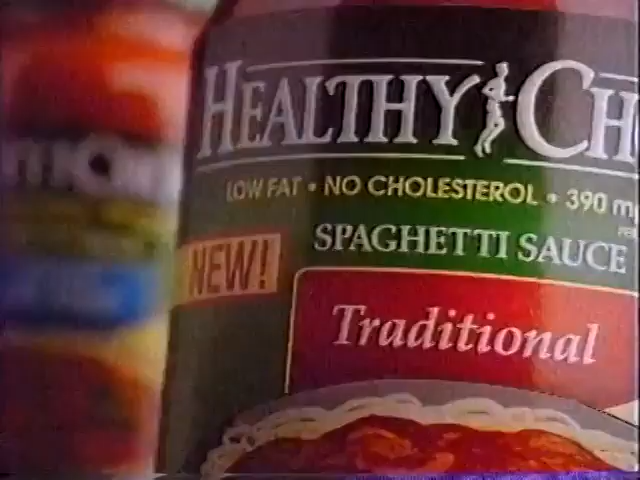 HEALTHY CH
LOW FAT • NO CHOLESTEROL • 390 m
SPAGHETTI SAUCE
NEW!
Traditional